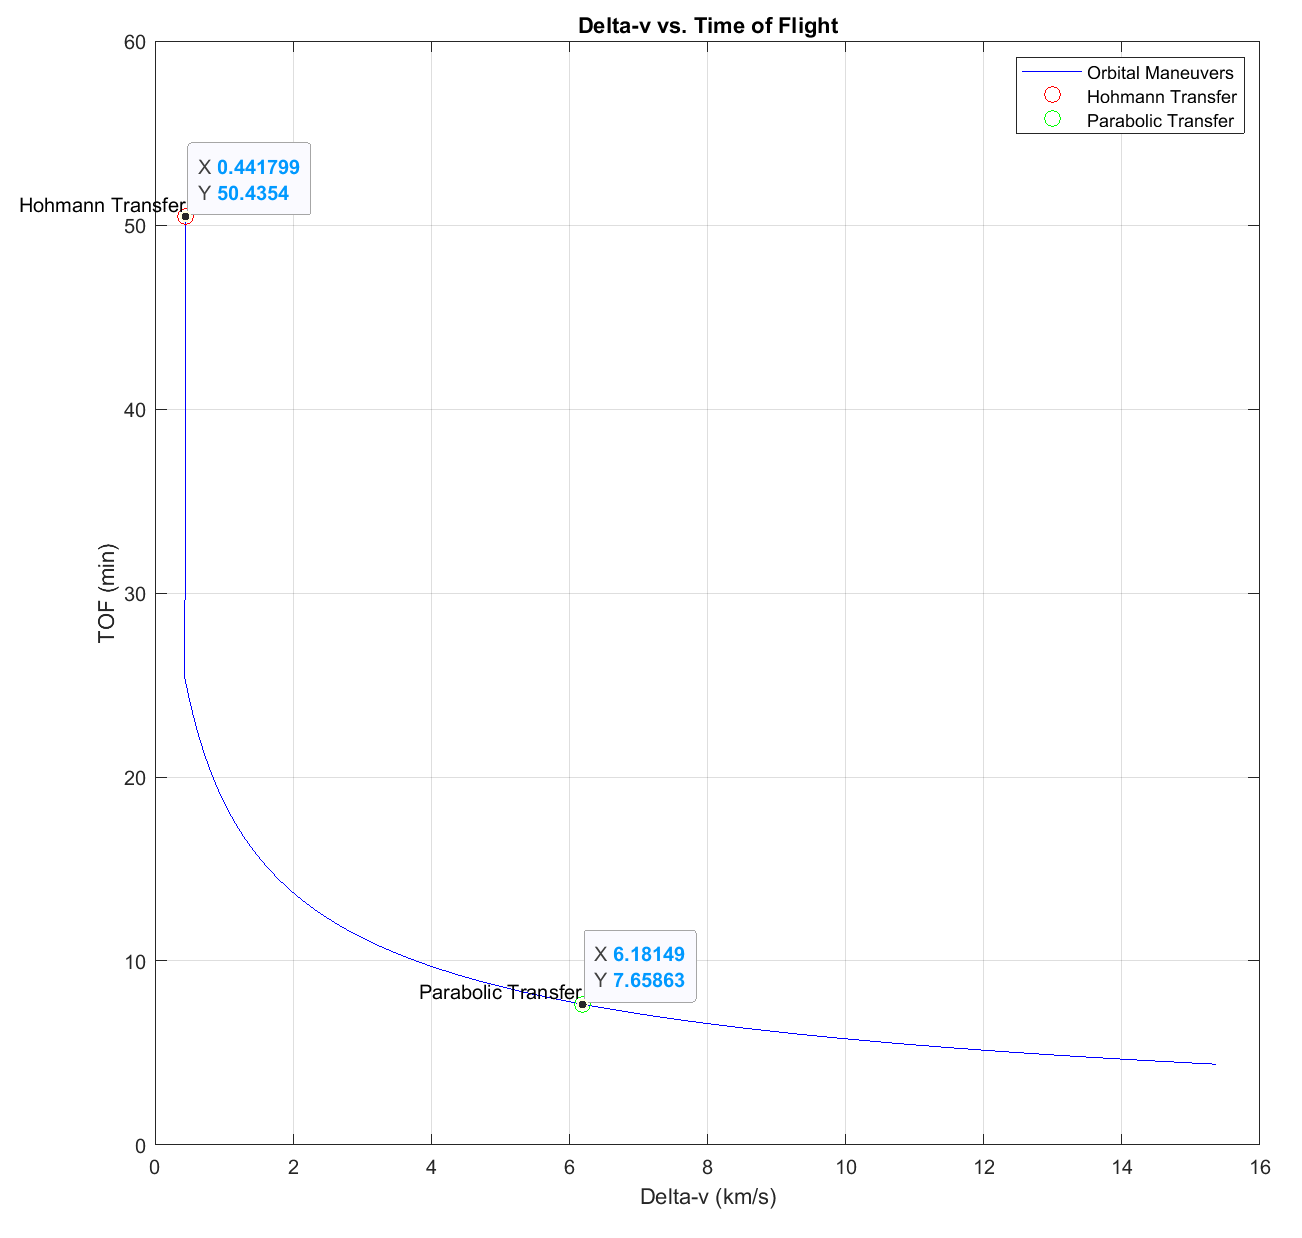 Delta-v vs. Time of Flight
Orbital Maneuvers
Hohmann Transfer
Parabolic Transfer
X 0.441799
Y 50.4354
Hohmann Transfer
X 6.18149
Y 7.65863
Parabolic Transfer
TOF (min)
60
50
40
30
20
10
0
0 2 4 6 8 10 12 14 16
Delta-v (km/s)